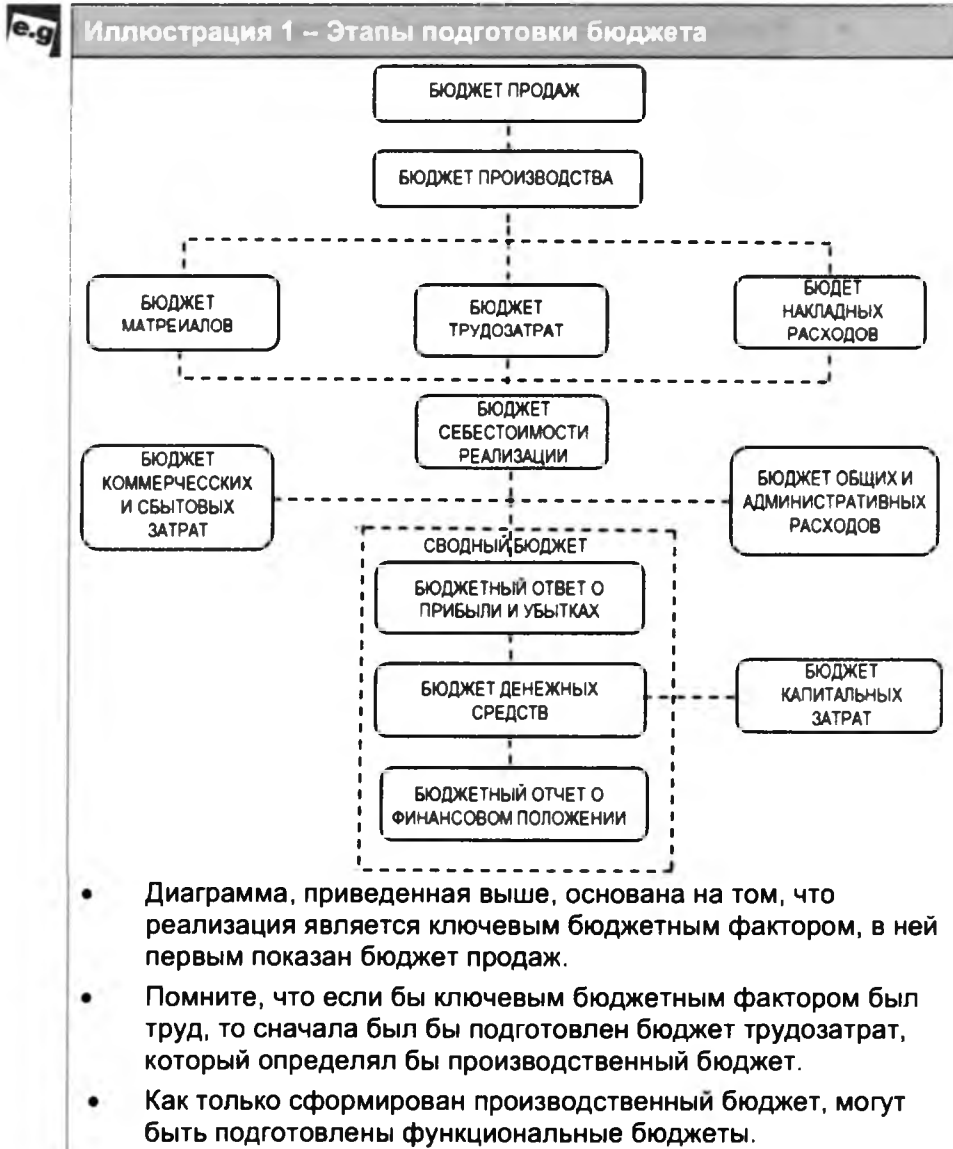 e.g
Иллюстрация 1 – Этапы подготовки бюджета
БЮДЖЕТ ПРОДАЖ
БЮДЖЕТ ПРОИЗВОДСТВА
БЮДЖЕТ
МАТРЕИАЛОВ
БЮДЖЕТ
ТРУДОЗАТРАТ
БЮДЕТ
НАКЛАДНЫХ
РАСХОДОВ
БЮДЖЕТ
СЕБЕСТОИМОСТИ
РЕАЛИЗАЦИИ
БЮДЖЕТ
КОММЕРЧЕССКИХ
И СБЫТОВЫХ
ЗАТРАТ
БЮДЖЕТ ОБЩИХ И
АДМИНИСТРАТИВНЫХ
РАСХОДОВ
СВОДНЫЙ БЮДЖЕТ
БЮДЖЕТНЫЙ ОТВЕТ О
ПРИБЫЛИ И УБЫТКАХ
БЮДЖЕТ ДЕНЕЖНЫХ
СРЕДСТВ
БЮДЖЕТ
КАПИТАЛЬНЫХ
ЗАТРАТ
БЮДЖЕТНЫЙ ОТЧЕТ О
ФИНАНСОВОМ ПОЛОЖЕНИИ
• Диаграмма, приведенная выше, основана на том, что
реализация является ключевым бюджетным фактором, в ней
первым показан бюджет продаж.
• Помните, что если бы ключевым бюджетным фактором был
труд, то сначала был бы подготовлен бюджет трудозатрат,
который определял бы производственный бюджет.
• Как только сформирован производственный бюджет, могут
быть подготовлены функциональные бюджеты.